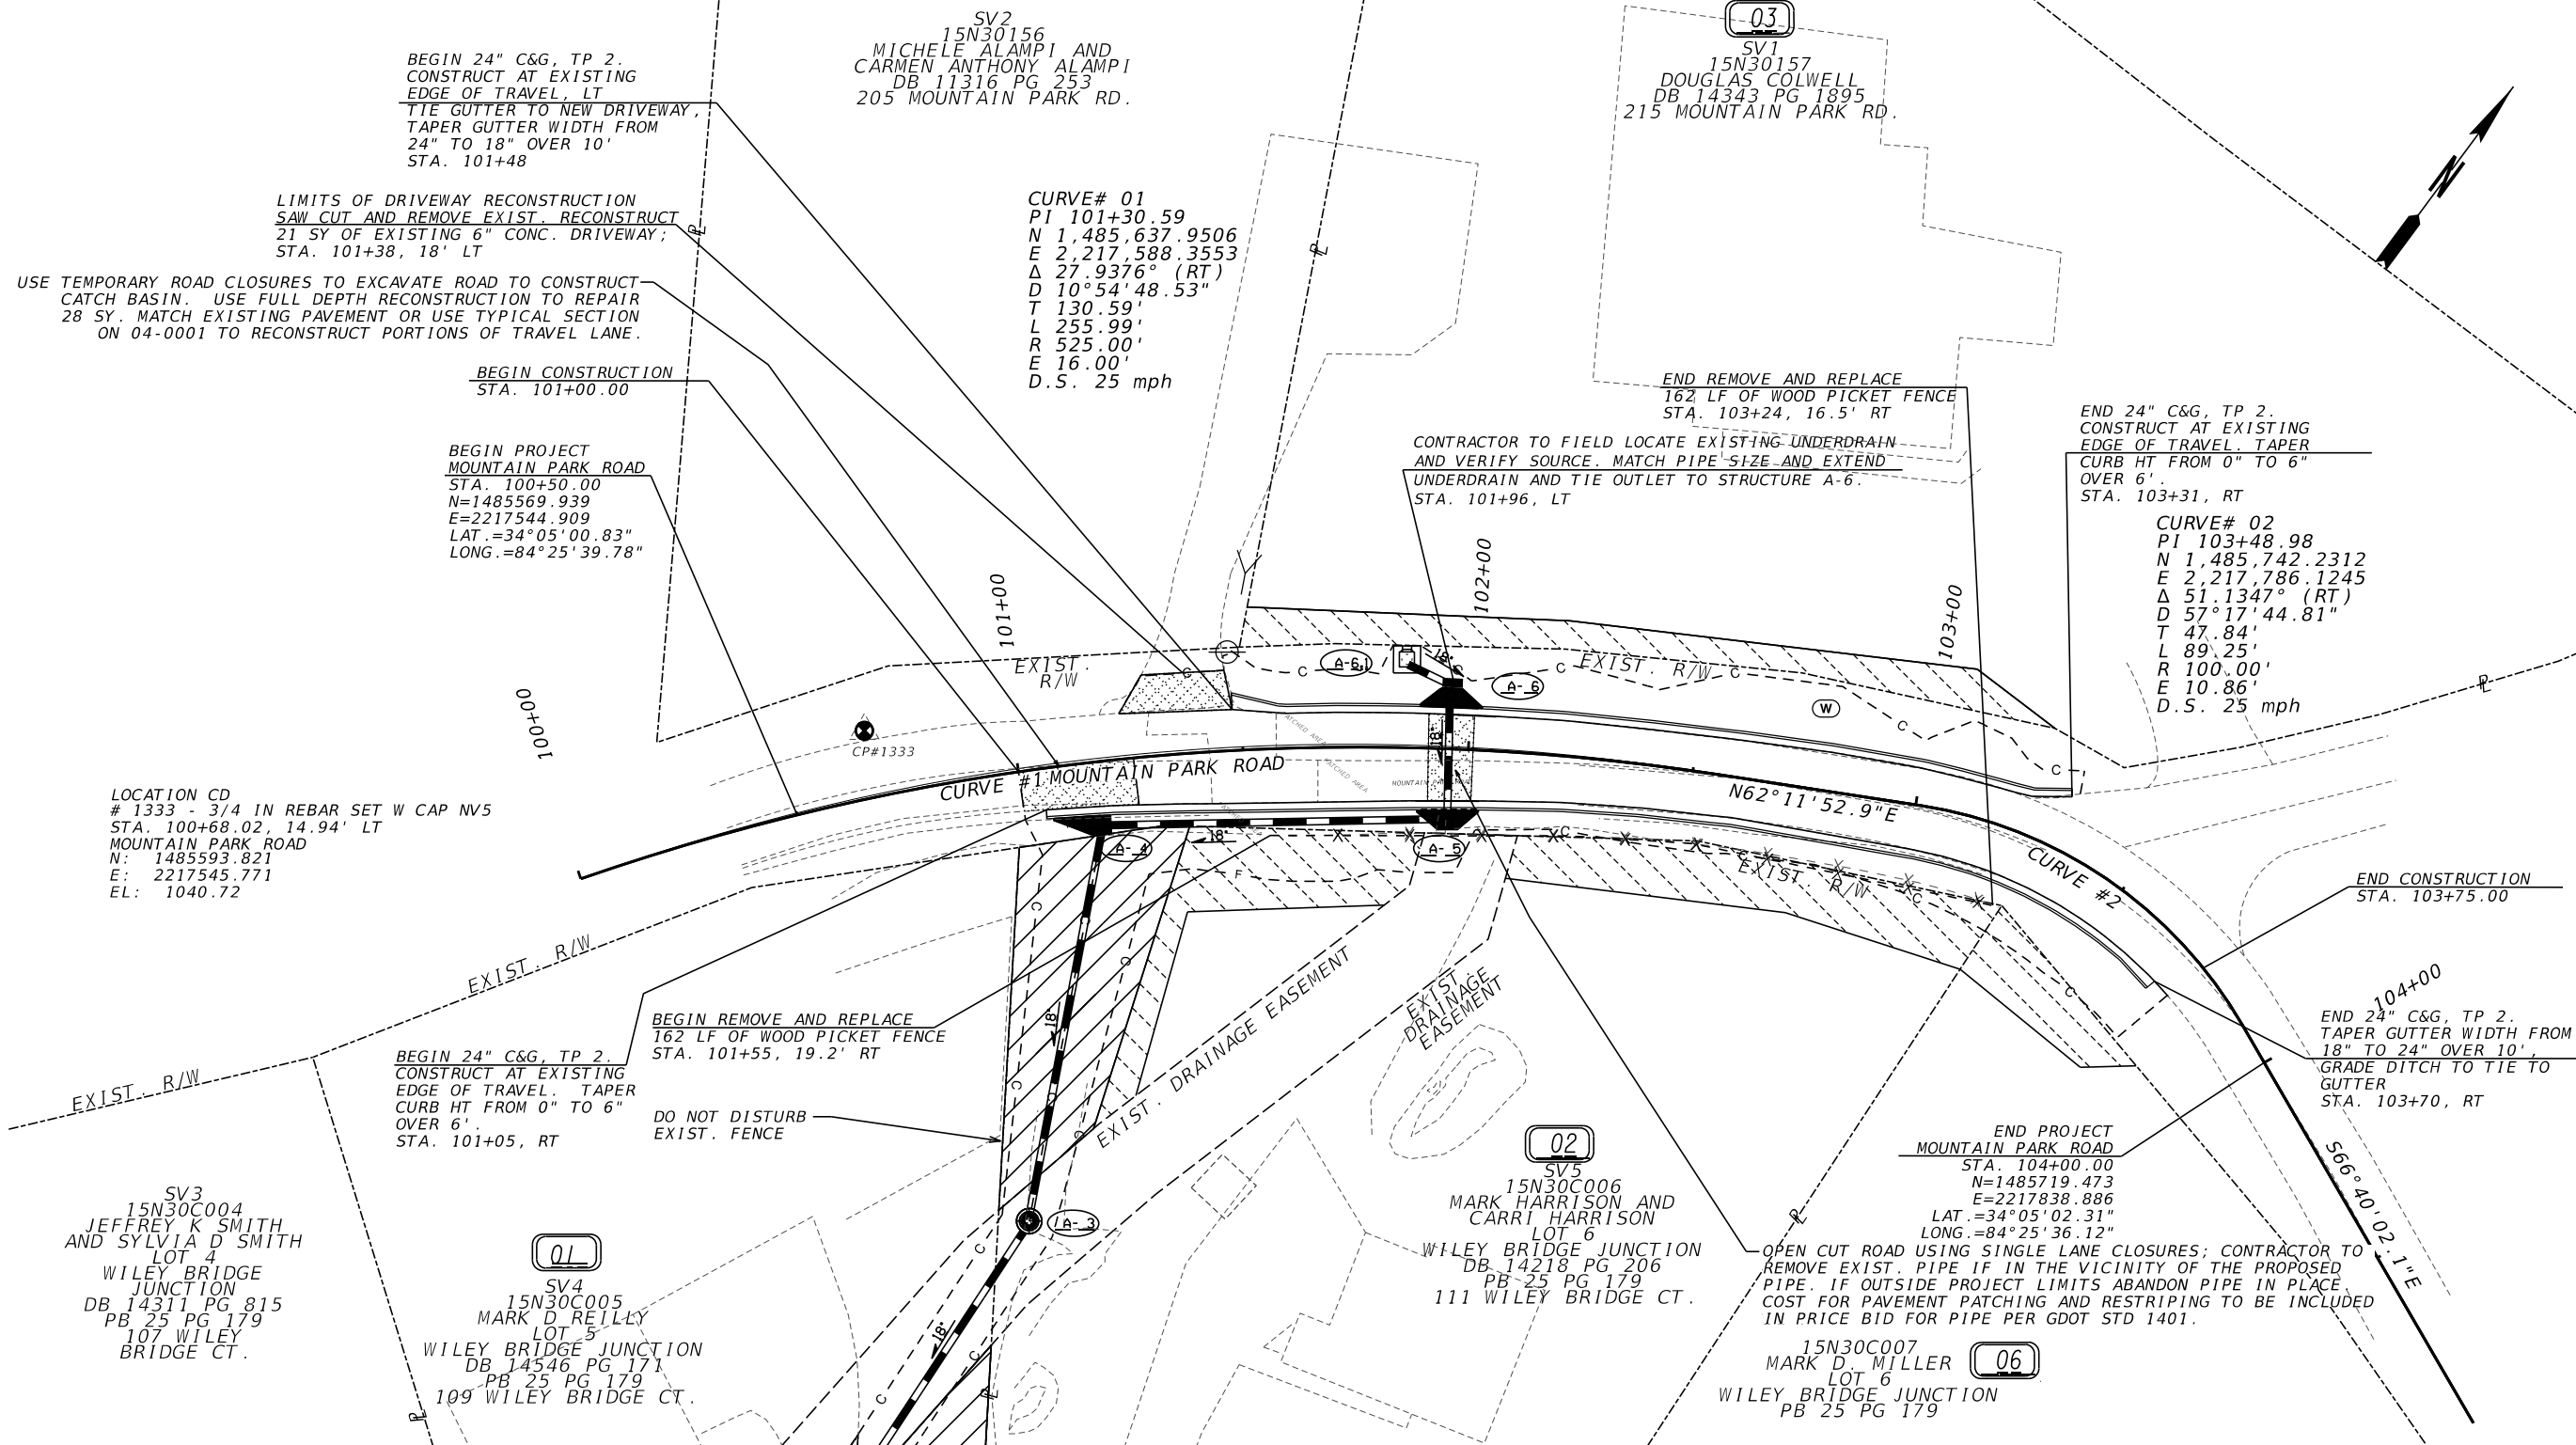 SV2
15N30156
MICHELE ALAMPI AND
CARMEN ANTHONY ALAMPI
DB 11316 PG 253
205 MOUNTAIN PARK RD.
03
SV1
15N30157
DOUGLAS COLWELL
DB 14343 PG 1895
215 MOUNTAIN PARK RD.
N
BEGIN 24" C&G, TP 2.
CONSTRUCT AT EXISTING
EDGE OF TRAVEL, LT
TIE GUTTER TO NEW DRIVEWAY,
TAPER GUTTER WIDTH FROM
24" TO 18" OVER 10'
STA. 101+48
LIMITS OF DRIVEWAY RECONSTRUCTION
SAW CUT AND REMOVE EXIST. RECONSTRUCT
21 SY OF EXISTING 6" CONC. DRIVEWAY;
STA. 101+38, 18' LT
USE TEMPORARY ROAD CLOSURES TO EXCAVATE ROAD TO CONSTRUCT
CATCH BASIN. USE FULL DEPTH RECONSTRUCTION TO REPAIR
28 SY. MATCH EXISTING PAVEMENT OR USE TYPICAL SECTION
ON 04-0001 TO RECONSTRUCT PORTIONS OF TRAVEL LANE.
BEGIN CONSTRUCTION
STA. 101+00.00
BEGIN PROJECT
MOUNTAIN PARK ROAD
STA. 100+50.00
N=1485569.939
E=2217544.909
LAT.=34°05'00.83"
LONG.=84°25'39.78"
CURVE# 01
PI 101+30.59
N 1,485,637.9506
E 2,217,588.3553
Δ 27.9376° (RT)
D 10°54'48.53"
T 130.59'
L 255.99'
R 525.00'
E 16.00'
D.S. 25 mph
END REMOVE AND REPLACE
162 LF OF WOOD PICKET FENCE
STA. 103+24, 16.5' RT
CONTRACTOR TO FIELD LOCATE EXISTING UNDERDRAIN
AND VERIFY SOURCE. MATCH PIPE SIZE AND EXTEND
UNDERDRAIN AND TIE OUTLET TO STRUCTURE A-6.
STA. 101+96, LT
END 24" C&G, TP 2.
CONSTRUCT AT EXISTING
EDGE OF TRAVEL. TAPER
CURB HT FROM 0" TO 6"
OVER 6'.
STA. 103+31, RT
CURVE# 02
PI 103+48.98
N 1,485,742.2312
E 2,217,786.1245
Δ 51.1347° (RT)
D 57°17'44.81"
T 47.84'
L 89.25'
R 100.00'
E 10.86'
D.S. 25 mph
100+00
101+00
102+00
103+00
104+00
EXIST.
R/W
A-6.1
18"
A-6
EXIST. R/W
W
CP#1333
CURVE #1
MOUNTAIN PARK ROAD
PATCHED AREA
PATCHED AREA
18"
N62°11'52.9"E
CURVE #2
LOCATION CD
# 1333 - 3/4 IN REBAR SET W CAP NV5
STA. 100+68.02, 14.94' LT
MOUNTAIN PARK ROAD
N: 1485593.821
E: 2217545.771
EL: 1040.72
A-4
18"
A-5
EXIST. R/W
END CONSTRUCTION
STA. 103+75.00
EXIST. R/W
EXIST. R/W
BEGIN 24" C&G, TP 2.
CONSTRUCT AT EXISTING
EDGE OF TRAVEL. TAPER
CURB HT FROM 0" TO 6"
OVER 6'.
STA. 101+05, RT
BEGIN REMOVE AND REPLACE
162 LF OF WOOD PICKET FENCE
STA. 101+55, 19.2' RT
DO NOT DISTURB
EXIST. FENCE
18"
EXIST. DRAINAGE EASEMENT
EXIST.
DRAINAGE
EASEMENT
END 24" C&G, TP 2.
TAPER GUTTER WIDTH FROM
18" TO 24" OVER 10',
GRADE DITCH TO TIE TO
GUTTER
STA. 103+70, RT
END PROJECT
MOUNTAIN PARK ROAD
STA. 104+00.00
N=1485719.473
E=2217838.886
LAT.=34°05'02.31"
LONG.=84°25'36.12"
S66°40'02.1"E
OPEN CUT ROAD USING SINGLE LANE CLOSURES; CONTRACTOR TO
REMOVE EXIST. PIPE IF IN THE VICINITY OF THE PROPOSED
PIPE. IF OUTSIDE PROJECT LIMITS ABANDON PIPE IN PLACE
COST FOR PAVEMENT PATCHING AND RESTRIPING TO BE INCLUDED
IN PRICE BID FOR PIPE PER GDOT STD 1401.
SV3
15N30C004
JEFFREY K SMITH
AND SYLVIA D SMITH
LOT 4
WILEY BRIDGE
JUNCTION
DB 14311 PG 815
PB 25 PG 179
107 WILEY
BRIDGE CT.
01
SV4
15N30C005
MARK D REILLY
LOT 5
WILEY BRIDGE JUNCTION
DB 14546 PG 171
PB 25 PG 179
109 WILEY BRIDGE CT.
A-3
18"
02
SV5
15N30C006
MARK HARRISON AND
CARRI HARRISON
LOT 6
WILEY BRIDGE JUNCTION
DB 14218 PG 206
PB 25 PG 179
111 WILEY BRIDGE CT.
15N30C007
MARK D. MILLER
LOT 6
WILEY BRIDGE JUNCTION
PB 25 PG 179
06